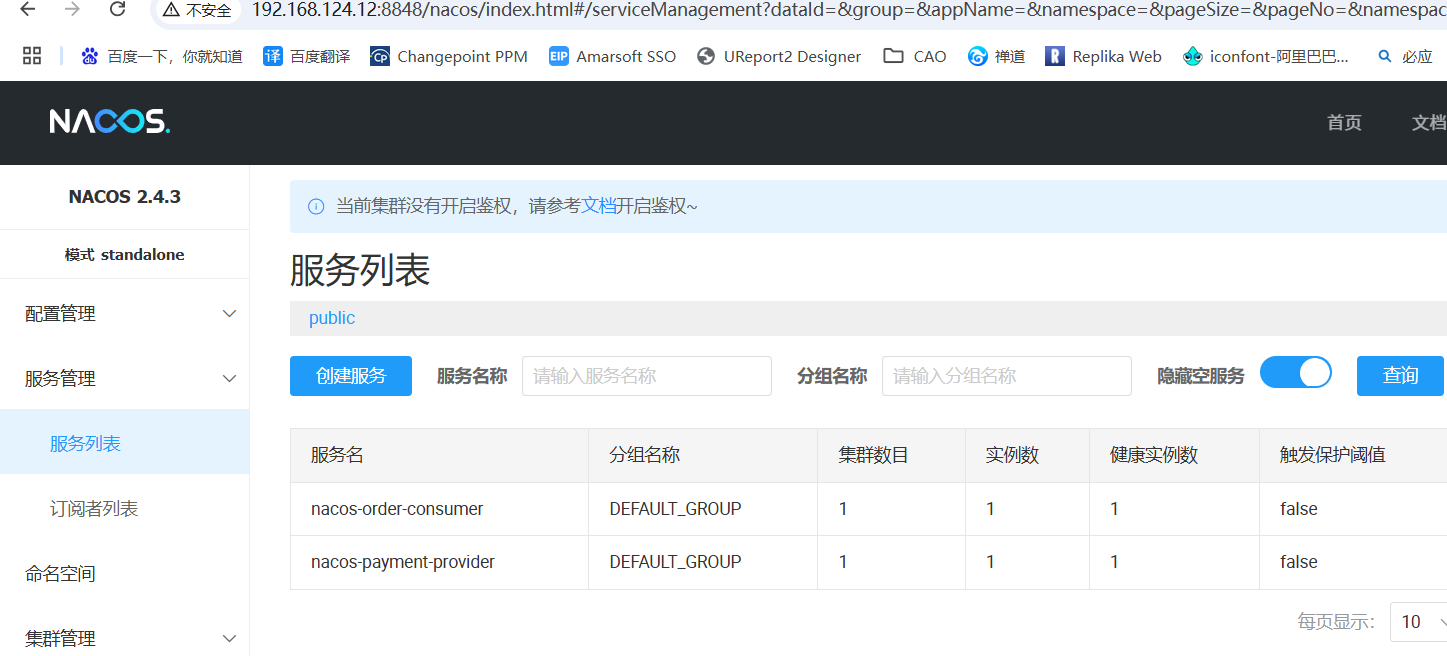 不安全 192.168.124.12:8848/nacos/index.html#/serviceManagement?dataId=&group=&appName=&namespace=&pageSize=&pageNo=&namespac
百度一下，你就知道 译 百度翻译 CP Changepoint PPM EIP Amarsoft SSO UReport2 Designer CAO 禅道 R Replika Web iconfont-阿里巴巴... 必应
NACOS. 首页 文档
NACOS 2.4.3
模式 standalone
配置管理
服务管理
服务列表
订阅者列表
命名空间
集群管理
当前集群没有开启鉴权，请参考文档开启鉴权~
服务列表
public
创建服务 服务名称 请输入服务名称 分组名称 请输入分组名称 隐藏空服务 查询
服务名 分组名称 集群数目 实例数 健康实例数 触发保护阈值
nacos-order-consumer DEFAULT_GROUP 1 1 1 false
nacos-payment-provider DEFAULT_GROUP 1 1 1 false
每页显示: 10